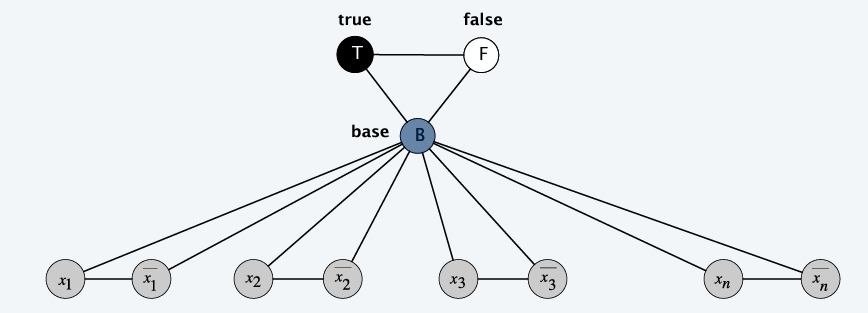 true false
T F
base B
x₁ x̅₁ x₂ x̅₂ x₃ x̅₃ xₙ x̅ₙ